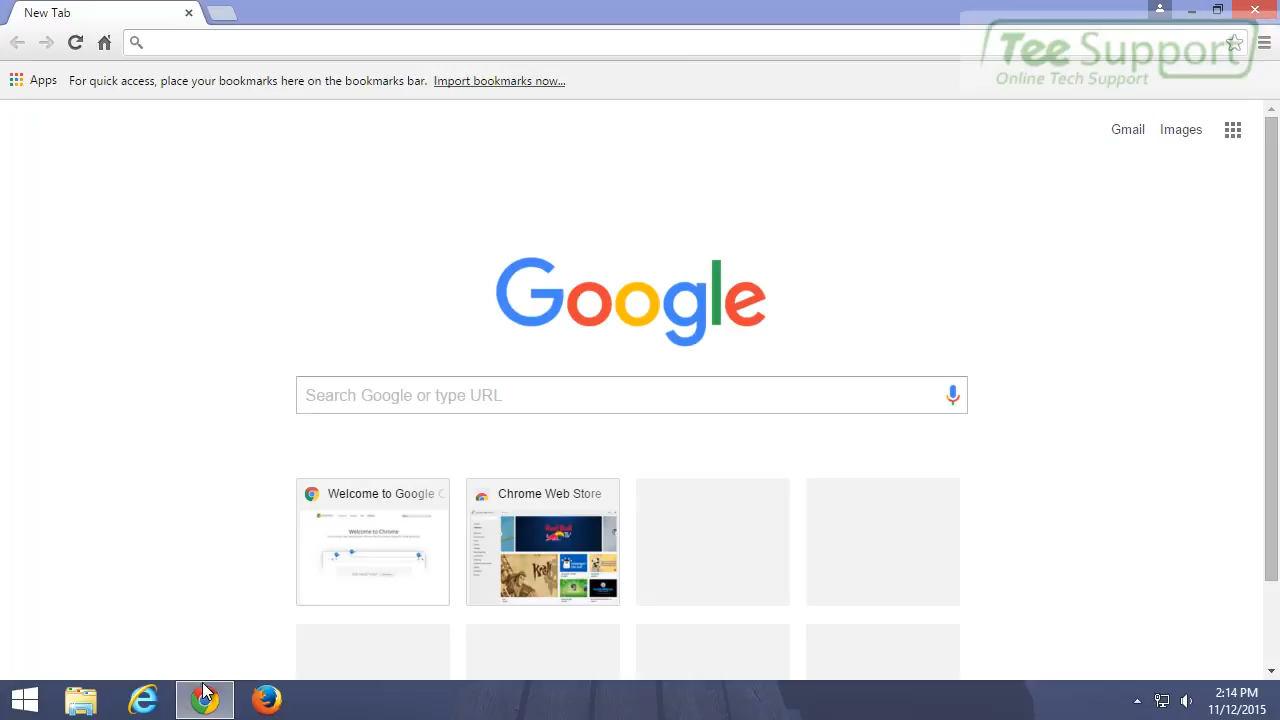 New Tab
Tee Support
Online Tech Support
Apps For quick access, place your bookmarks here on the bookmarks bar. Import bookmarks now...
Gmail Images
Google
Search Google or type URL
Welcome to Google C
Chrome Web Store
Welcome to Chrome
2:14 PM
11/12/2015